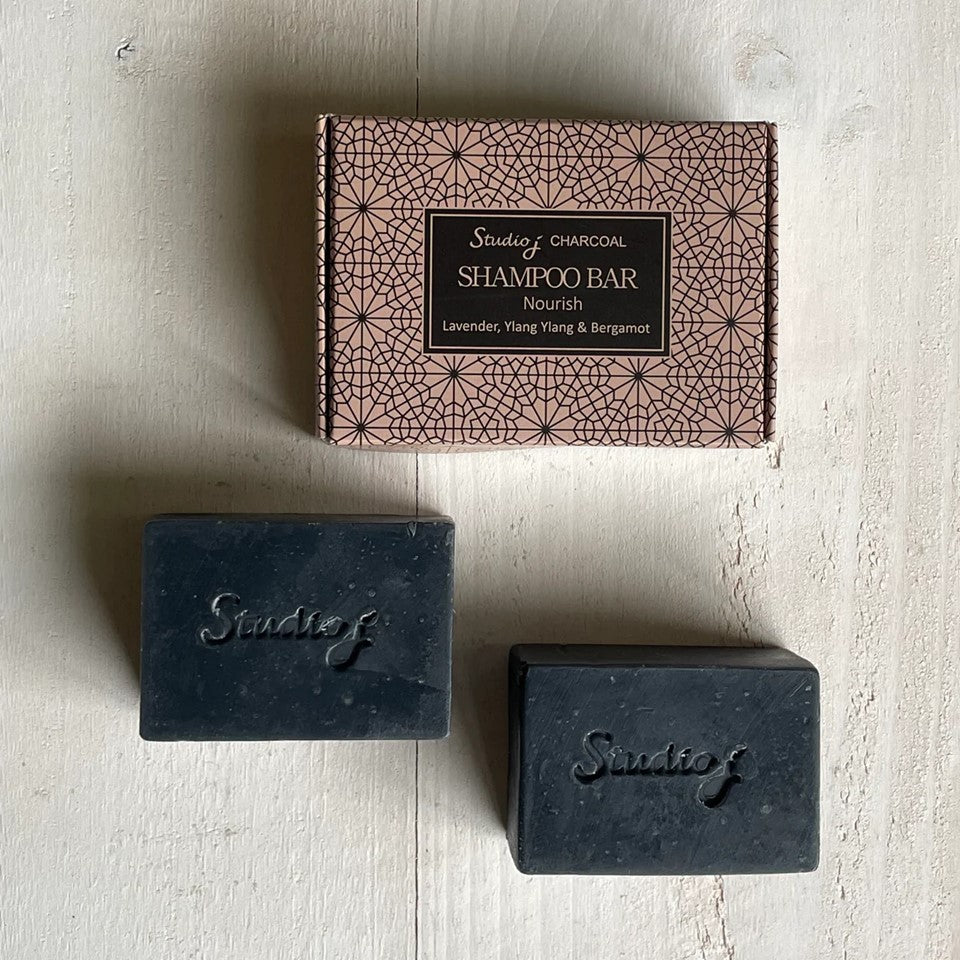 Studio j CHARCOAL
SHAMPOO BAR
Nourish
Lavender, Ylang Ylang & Bergamot
Studio j
Studio j